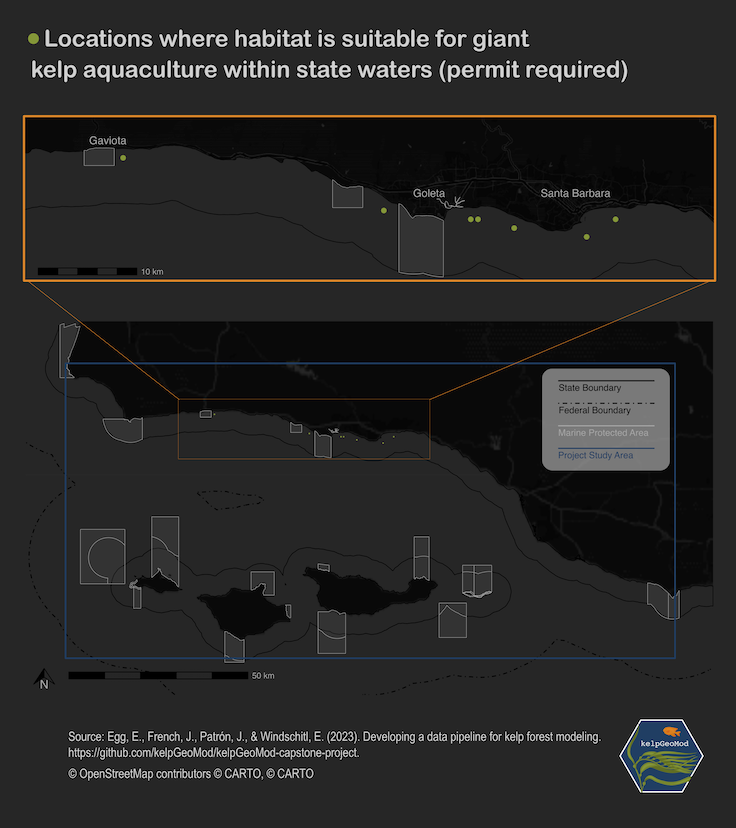 Locations where habitat is suitable for giant
kelp aquaculture within state waters (permit required)
Gaviota
Goleta
Santa Barbara
10 km
State Boundary
Federal Boundary
Marine Protected Area
Project Study Area
N
50 km
Source: Egg, E., French, J., Patrón, J., & Windschitl, E. (2023). Developing a data pipeline for kelp forest modeling.
https://github.com/kelpGeoMod/kelpGeoMod-capstone-project.
© OpenStreetMap contributors © CARTO, © CARTO
kelpGeoMod